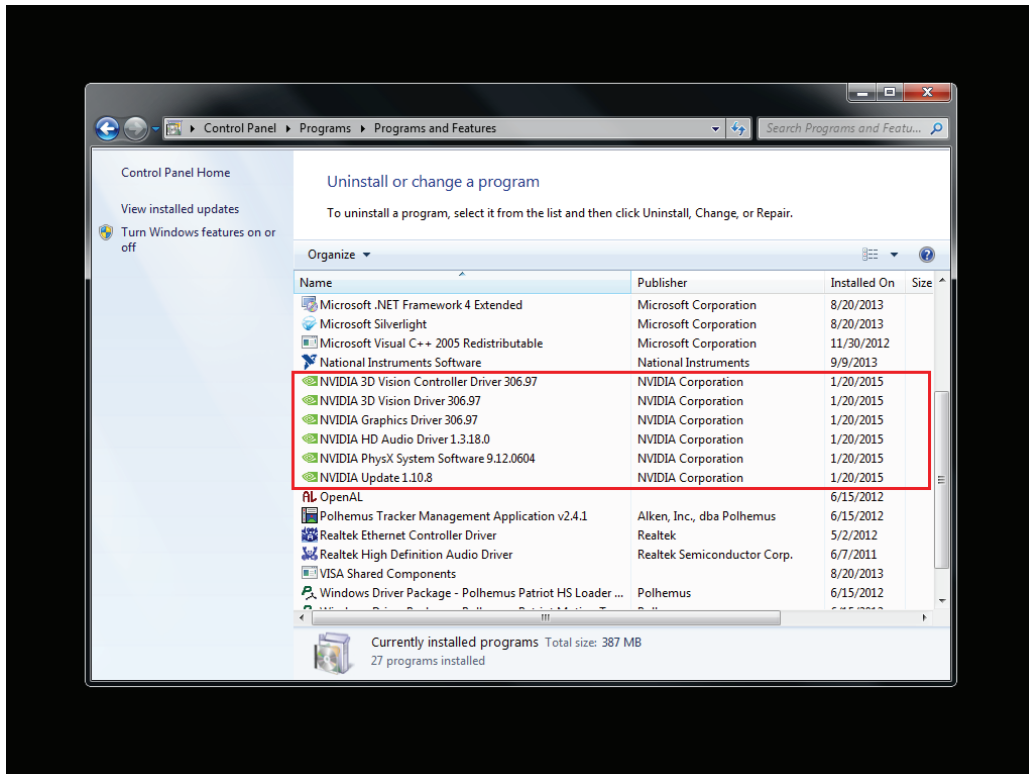 Control Panel Programs Programs and Features Search Programs and Featu...
Control Panel Home
View installed updates
Turn Windows features on or
off
Uninstall or change a program
To uninstall a program, select it from the list and then click Uninstall, Change, or Repair.
Organize
Name Publisher Installed On Size
Microsoft .NET Framework 4 Extended Microsoft Corporation 8/20/2013
Microsoft Silverlight Microsoft Corporation 8/20/2013
Microsoft Visual C++ 2005 Redistributable Microsoft Corporation 11/30/2012
National Instruments Software National Instruments 9/9/2013
NVIDIA 3D Vision Controller Driver 306.97 NVIDIA Corporation 1/20/2015
NVIDIA 3D Vision Driver 306.97 NVIDIA Corporation 1/20/2015
NVIDIA Graphics Driver 306.97 NVIDIA Corporation 1/20/2015
NVIDIA HD Audio Driver 1.3.18.0 NVIDIA Corporation 1/20/2015
NVIDIA PhysX System Software 9.12.0604 NVIDIA Corporation 1/20/2015
NVIDIA Update 1.10.8 NVIDIA Corporation 1/20/2015
OpenAL 6/15/2012
Polhemus Tracker Management Application v2.4.1 Alken, Inc., dba Polhemus 6/15/2012
Realtek Ethernet Controller Driver Realtek 5/2/2012
Realtek High Definition Audio Driver Realtek Semiconductor Corp. 6/7/2011
VISA Shared Components 8/20/2013
Windows Driver Package - Polhemus Patriot HS Loader ... Polhemus 6/15/2012
Currently installed programs Total size: 387 MB
27 programs installed